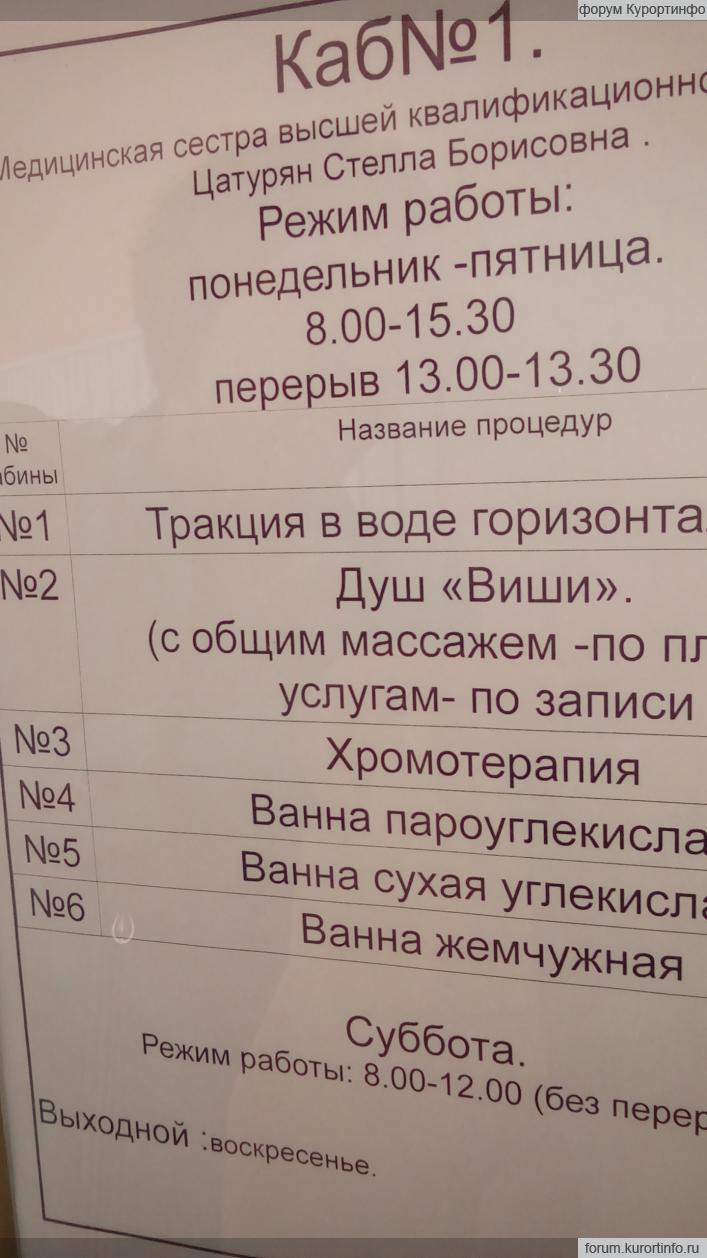 форум Курортинфо
Каб№1.
Медицинская сестра высшей квалификационно
Цатурян Стелла Борисовна .
Режим работы:
понедельник -пятница.
8.00-15.30
перерыв 13.00-13.30
№
абины
Название процедур
№1
Тракция в воде горизонта
№2
Душ «Виши».
(с общим массажем -по пл
услугам- по записи
№3
Хромотерапия
№4
Ванна пароуглекисла
№5
Ванна сухая углекисла
№6
Ванна жемчужная
Суббота.
Режим работы: 8.00-12.00 (без перер
Выходной :воскресенье.
forum.kurortinfo.ru